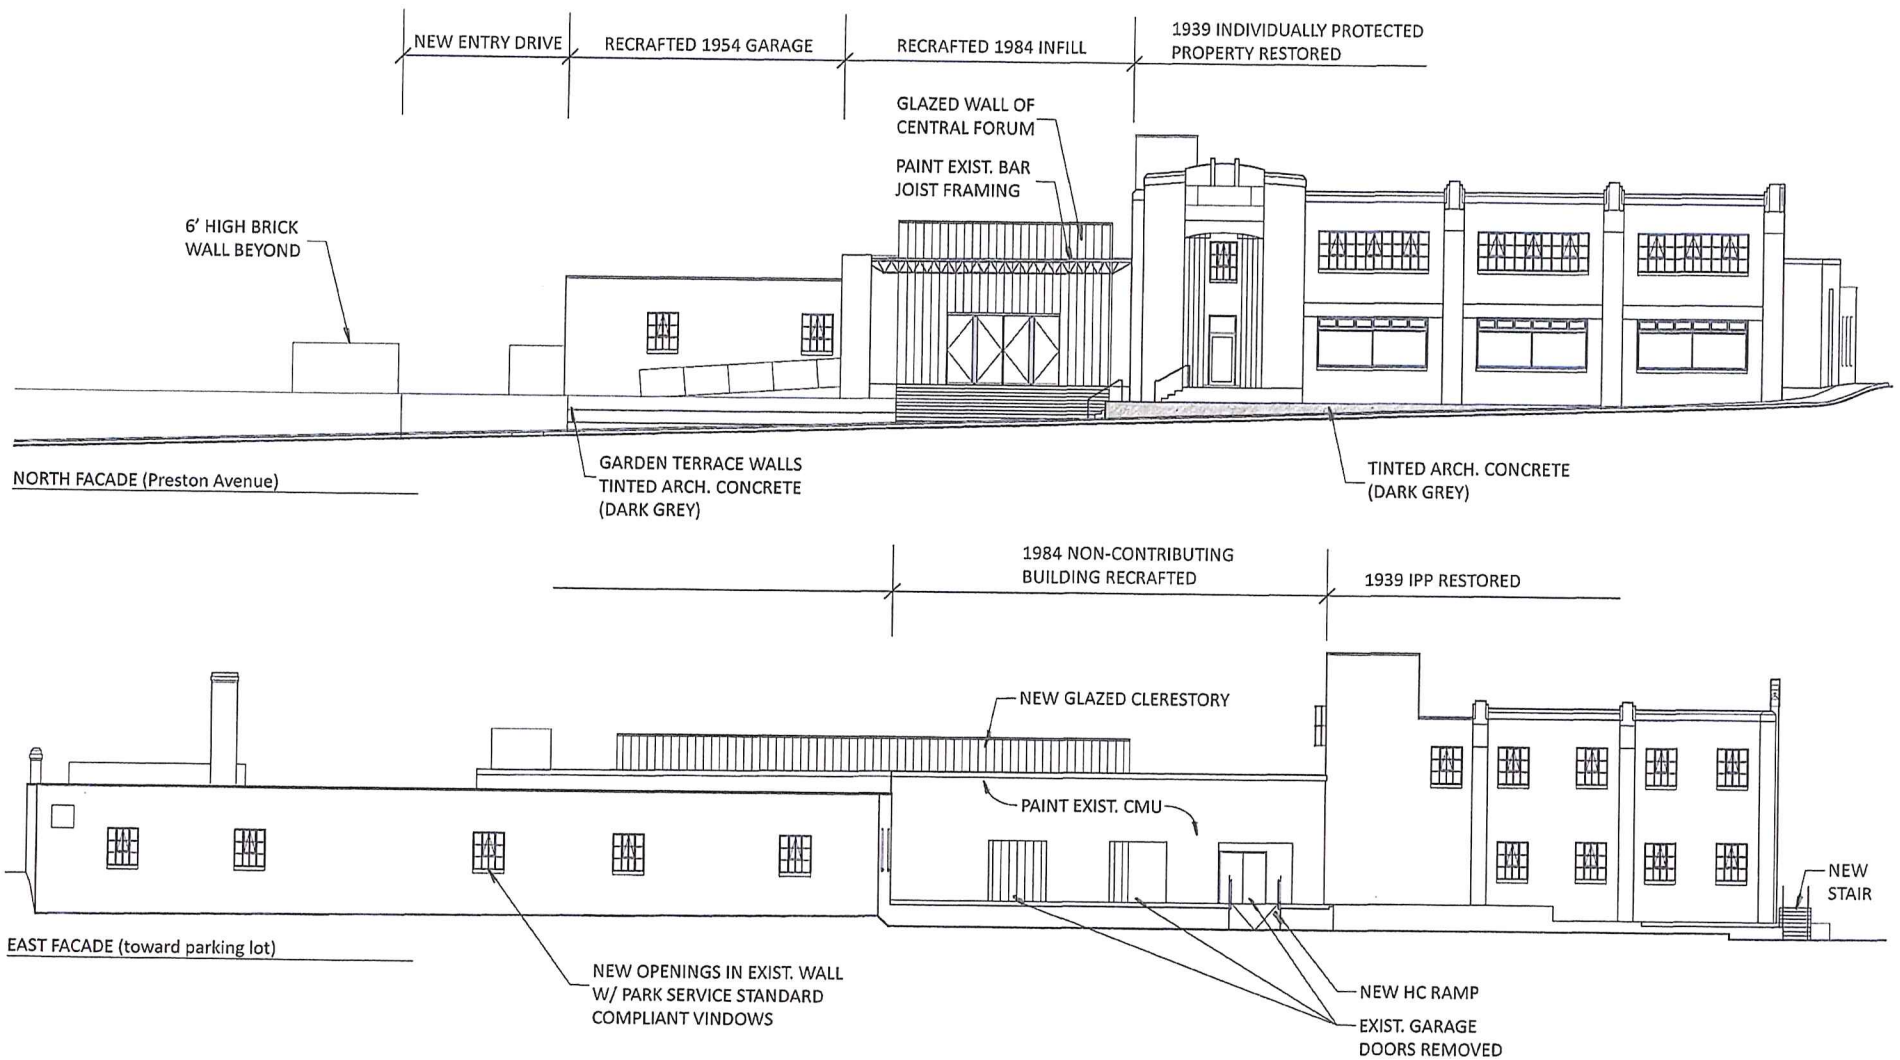 NEW ENTRY DRIVE
RECRAFTED 1954 GARAGE
RECRAFTED 1984 INFILL
1939 INDIVIDUALLY PROTECTED
PROPERTY RESTORED
GLAZED WALL OF
CENTRAL FORUM
PAINT EXIST. BAR
JOIST FRAMING
6' HIGH BRICK
WALL BEYOND
NORTH FACADE (Preston Avenue)
GARDEN TERRACE WALLS
TINTED ARCH. CONCRETE
(DARK GREY)
TINTED ARCH. CONCRETE
(DARK GREY)
1984 NON-CONTRIBUTING
BUILDING RECRAFTED
1939 IPP RESTORED
NEW GLAZED CLERESTORY
PAINT EXIST. CMU
NEW
STAIR
EAST FACADE (toward parking lot)
NEW OPENINGS IN EXIST. WALL
W/ PARK SERVICE STANDARD
COMPLIANT VINDOWS
NEW HC RAMP
EXIST. GARAGE
DOORS REMOVED